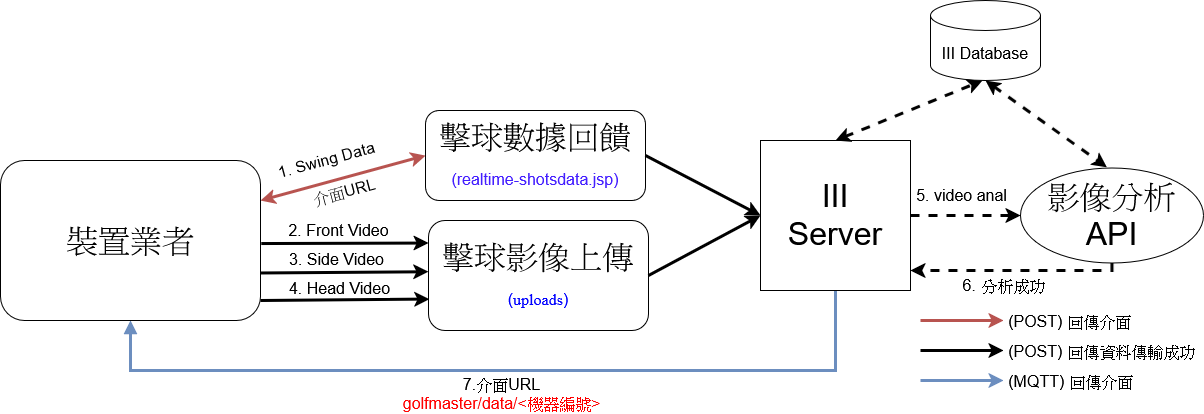 III Database
擊球數據回饋
(realtime-shotsdata.jsp)
1. Swing Data
介面URL
裝置業者
2. Front Video
3. Side Video
4. Head Video
擊球影像上傳
(uploads)
III
Server
5. video anal
影像分析
API
6. 分析成功
(POST) 回傳介面
(POST) 回傳資料傳輸成功
(MQTT) 回傳介面
7.介面URL
golfmaster/data/<機器編號>